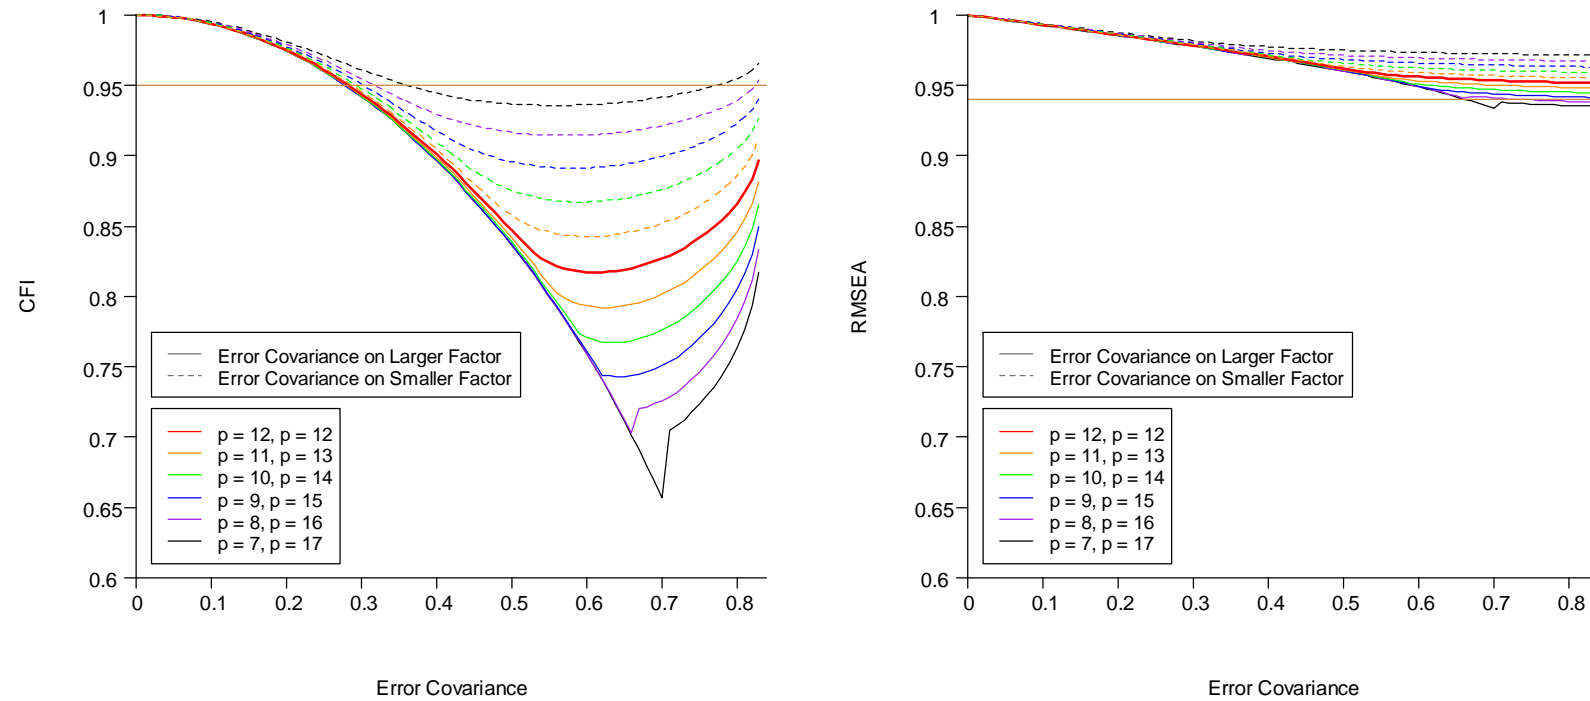 CFI
1
0.95
0.9
0.85
0.8
0.75
0.7
0.65
0.6
0
0.1
0.2
0.3
0.4
0.5
0.6
0.7
0.8
Error Covariance on Larger Factor
Error Covariance on Smaller Factor
p = 12, p = 12
p = 11, p = 13
p = 10, p = 14
p = 9, p = 15
p = 8, p = 16
p = 7, p = 17
Error Covariance
RMSEA
1
0.95
0.9
0.85
0.8
0.75
0.7
0.65
0.6
0
0.1
0.2
0.3
0.4
0.5
0.6
0.7
0.8
Error Covariance on Larger Factor
Error Covariance on Smaller Factor
p = 12, p = 12
p = 11, p = 13
p = 10, p = 14
p = 9, p = 15
p = 8, p = 16
p = 7, p = 17
Error Covariance